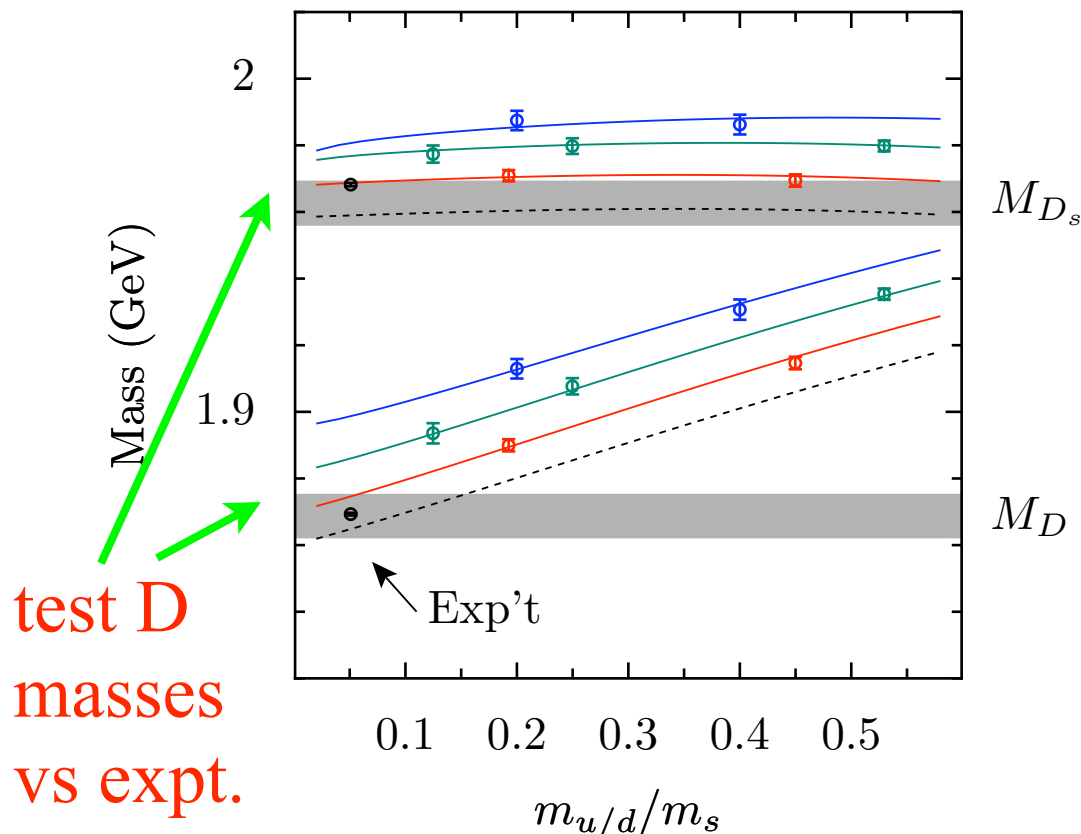 2
1.9
Mass (GeV)
M_{D_s}
M_D
Exp't
test D
masses
vs expt.
0.1 0.2 0.3 0.4 0.5
m_{u/d}/m_s